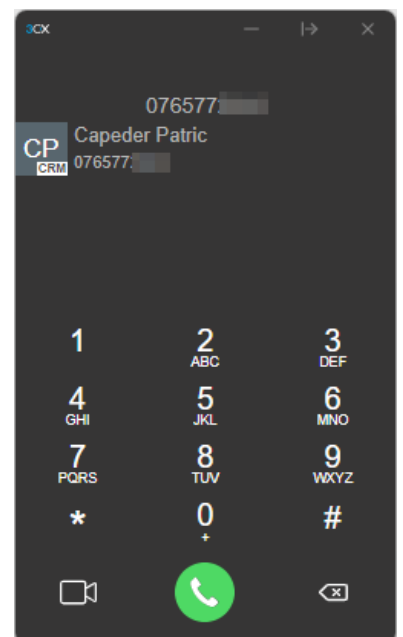 3CX
076577
Capeder Patric
CP
CRM
076577
1
2
3
ABC
DEF
4
5
6
GHI
JKL
MNO
7
8
9
PQRS
TUV
WXYZ
*
0
#
+